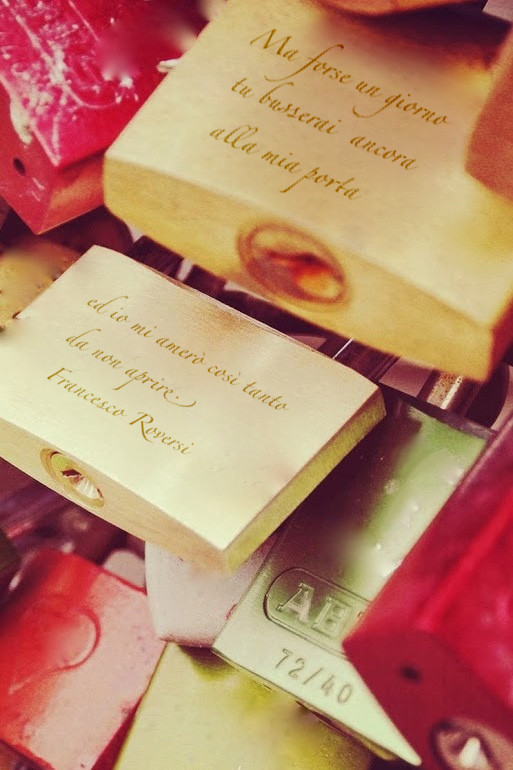 Ma forse un giorno
tu busserai ancora
alla mia porta
ed io mi amerò così tanto
da non aprire.
Francesco Roversi
72/40